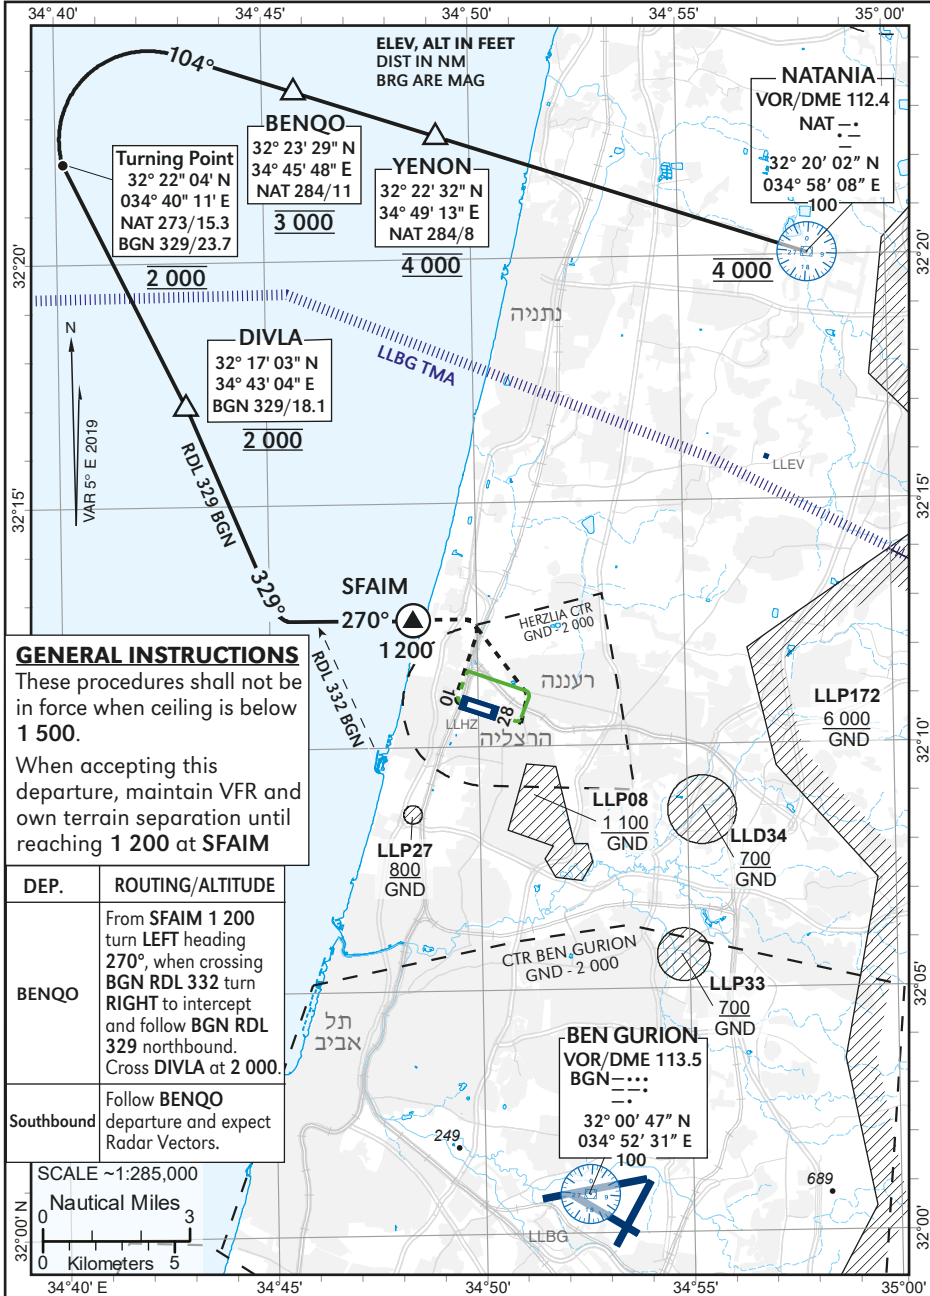 34° 40'
34° 45'
34° 50'
34° 55'
35° 00'
104°
ELEV, ALT IN FEET
DIST IN NM
BRG ARE MAG
NATANIA
VOR/DME 112.4
NAT –·
·–
–
32° 20' 02" N
034° 58' 08" E
100
BENQO
32° 23' 29" N
34° 45' 48" E
NAT 284/11
3 000
YENON
32° 22' 32" N
34° 49' 13" E
NAT 284/8
4 000
4 000
Turning Point
32° 22" 04' N
034° 40" 11' E
NAT 273/15.3
BGN 329/23.7
2 000
32°20'
32°20'
נתניה
DIVLA
32° 17' 03" N
34° 43' 04" E
BGN 329/18.1
2 000
LLBG TMA
N
VAR 5° E 2019
RDL 329 BGN
LLEV
32°15'
32°15'
329°
SFAIM
270°
1 200
HERZLIA CTR
GND - 2 000
RDL 332 BGN
רעננה
10
28
LLHZ
הרצליה
GENERAL INSTRUCTIONS
These procedures shall not be
in force when ceiling is below
1 500.
When accepting this
departure, maintain VFR and
own terrain separation until
reaching 1 200 at SFAIM
LLP172
6 000
GND
32°10'
LLP08
1 100
GND
LLD34
700
GND
LLP27
800
GND
DEP.
ROUTING/ALTITUDE
BENQO
From SFAIM 1 200
turn LEFT heading
270°, when crossing
BGN RDL 332 turn
RIGHT to intercept
and follow BGN RDL
329 northbound.
Cross DIVLA at 2 000.
Southbound
Follow BENQO
departure and expect
Radar Vectors.
CTR BEN GURION
GND - 2 000
LLP33
700
GND
32°05'
תל
אביב
BEN GURION
VOR/DME 113.5
BGN –···
––·
–·
32° 00' 47" N
034° 52' 31" E
100
249
689
LLBG
SCALE ~1:285,000
Nautical Miles
0
3
0
Kilometers
5
32°00' N
32°00'
34°40' E
34°45'
34°50'
34°55'
35°00'